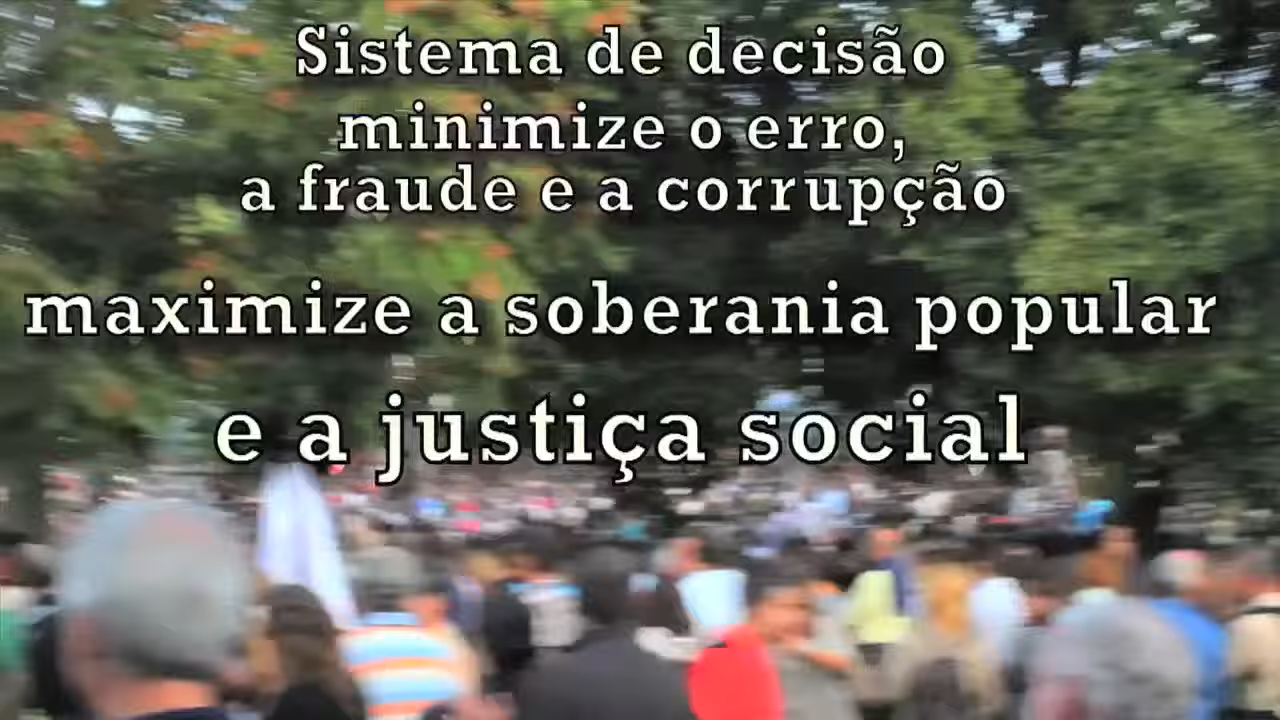 Sistema de decisão
minimize o erro,
a fraude e a corrupção
maximize a soberania popular
e a justiça social